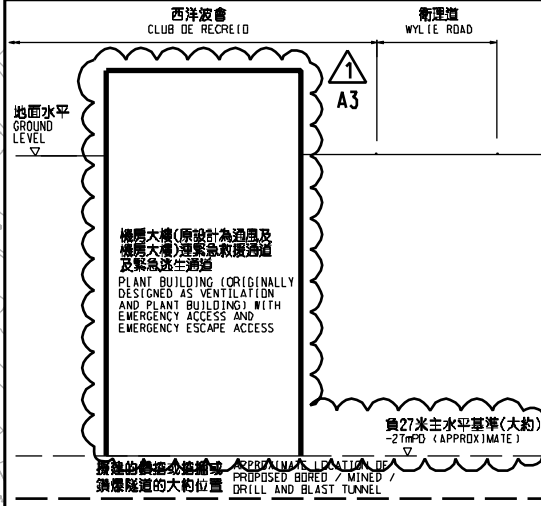 西洋波會
CLUB DE RECREIO
衛理道
WYLIE ROAD
1
A3
地面水平
GROUND
LEVEL
機房大樓(原設計為通風及
機房大樓)連緊急救援通道
及緊急逃生通道
PLANT BUILDING (ORIGINALLY
DESIGNED AS VENTILATION
AND PLANT BUILDING) WITH
EMERGENCY ACCESS AND
EMERGENCY ESCAPE ACCESS
負27米主水平基準(大約)
-27mPD (APPROXIMATE)
擬建的鑽挖或挖掘或
鑽爆隧道的大約位置
APPROXIMATE LOCATION OF
PROPOSED BORED / MINED /
DRILL AND BLAST TUNNEL